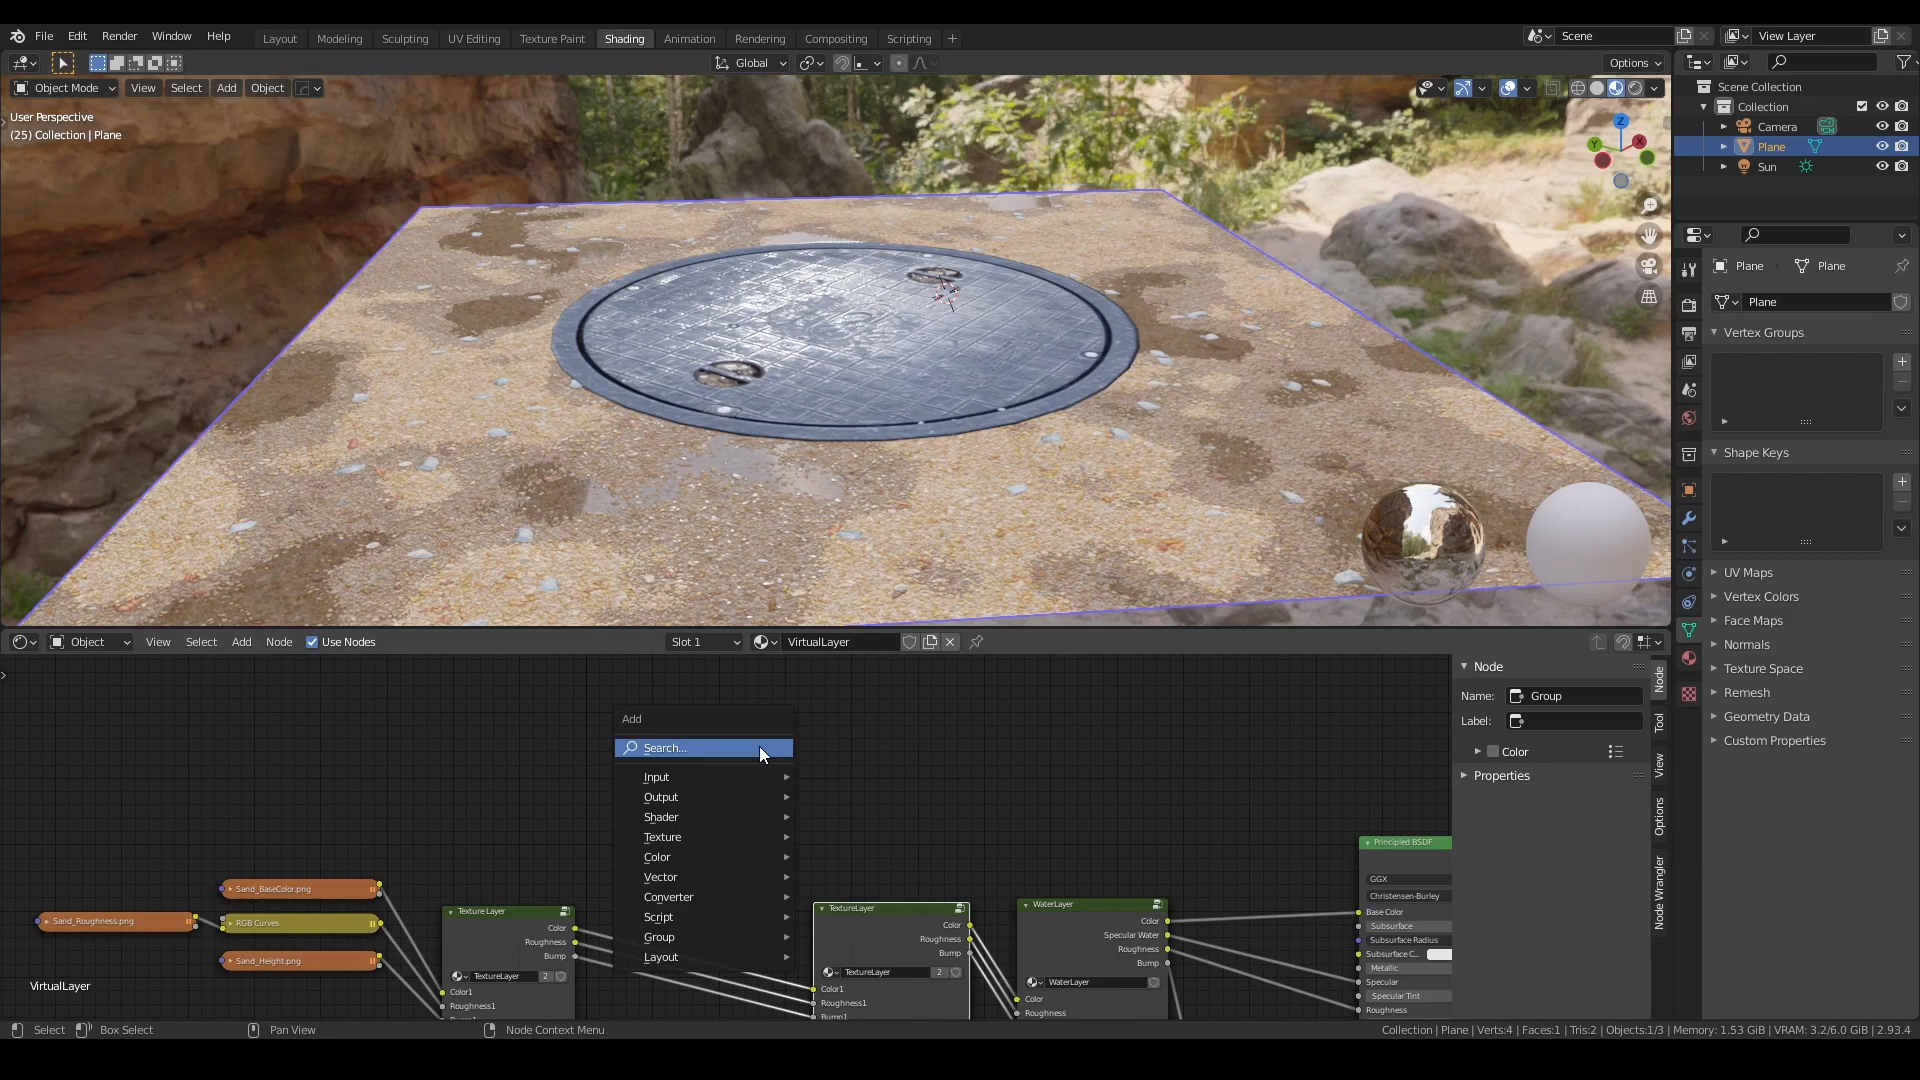 File Edit Render Window Help Layout Modeling Sculpting UV Editing Texture Paint Shading Animation Rendering Compositing Scripting + Scene View Layer
Global Options
Object Mode View Select Add Object
User Perspective
(25) Collection | Plane
Z
Y
X
Scene Collection
Collection
Camera
Plane
Sun
Plane Plane
Plane
Vertex Groups
Shape Keys
UV Maps
Vertex Colors
Face Maps
Normals
Texture Space
Remesh
Geometry Data
Custom Properties
Object View Select Add Node Use Nodes Slot 1 VirtualLayer
Node
Name: Group
Label:
Color
Properties
Node
Tool
View
Options
Node Wrangler
Add
Search...
Input
Output
Shader
Texture
Color
Vector
Converter
Script
Group
Layout
Sand_BaseColor.png
Sand_Roughness.png
RGB Curves
Sand_Height.png
Texture Layer
Color
Roughness
Bump
TextureLayer 2
Color1
Roughness1
Bump1
TextureLayer
Color
Roughness
Bump
TextureLayer 2
Color1
Roughness1
Bump1
WaterLayer
Color
Specular Water
Roughness
Bump
WaterLayer
Color
Roughness
Principled BSDF
GGX
Christensen-Burley
Base Color
Subsurface
Subsurface Radius
Subsurface C..
Metallic
Specular
Specular Tint
Roughness
VirtualLayer
Select Box Select Pan View Node Context Menu Collection | Plane | Verts:4 | Faces:1 | Tris:2 | Objects:1/3 | Memory: 1.53 GiB | VRAM: 3.2/6.0 GiB | 2.93.4